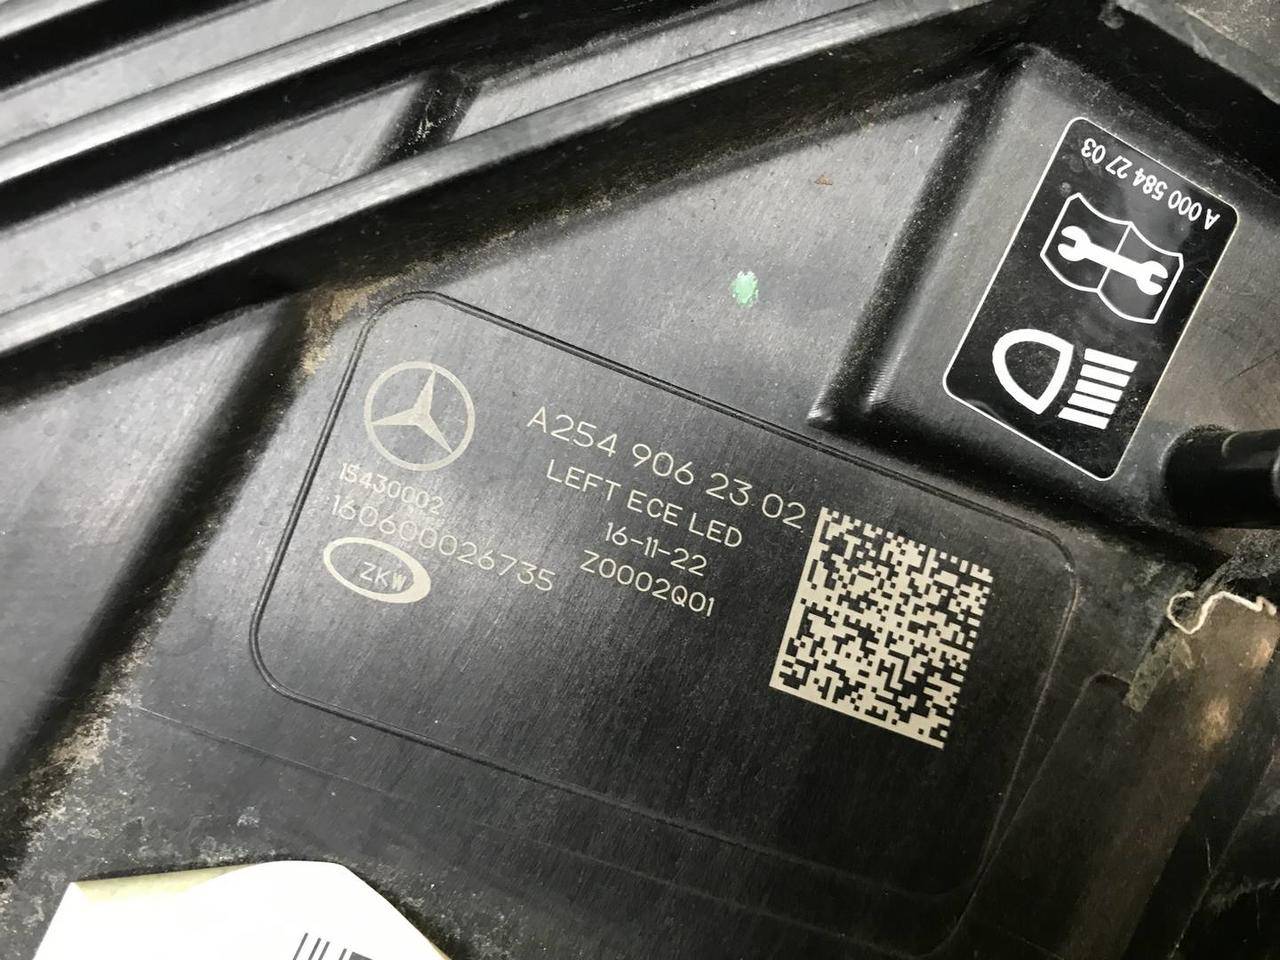 A 000 584 27 03
A254 906 23 02
LEFT ECE LED
16-11-22
Z0002Q01
15430002
160600026735
ZKW